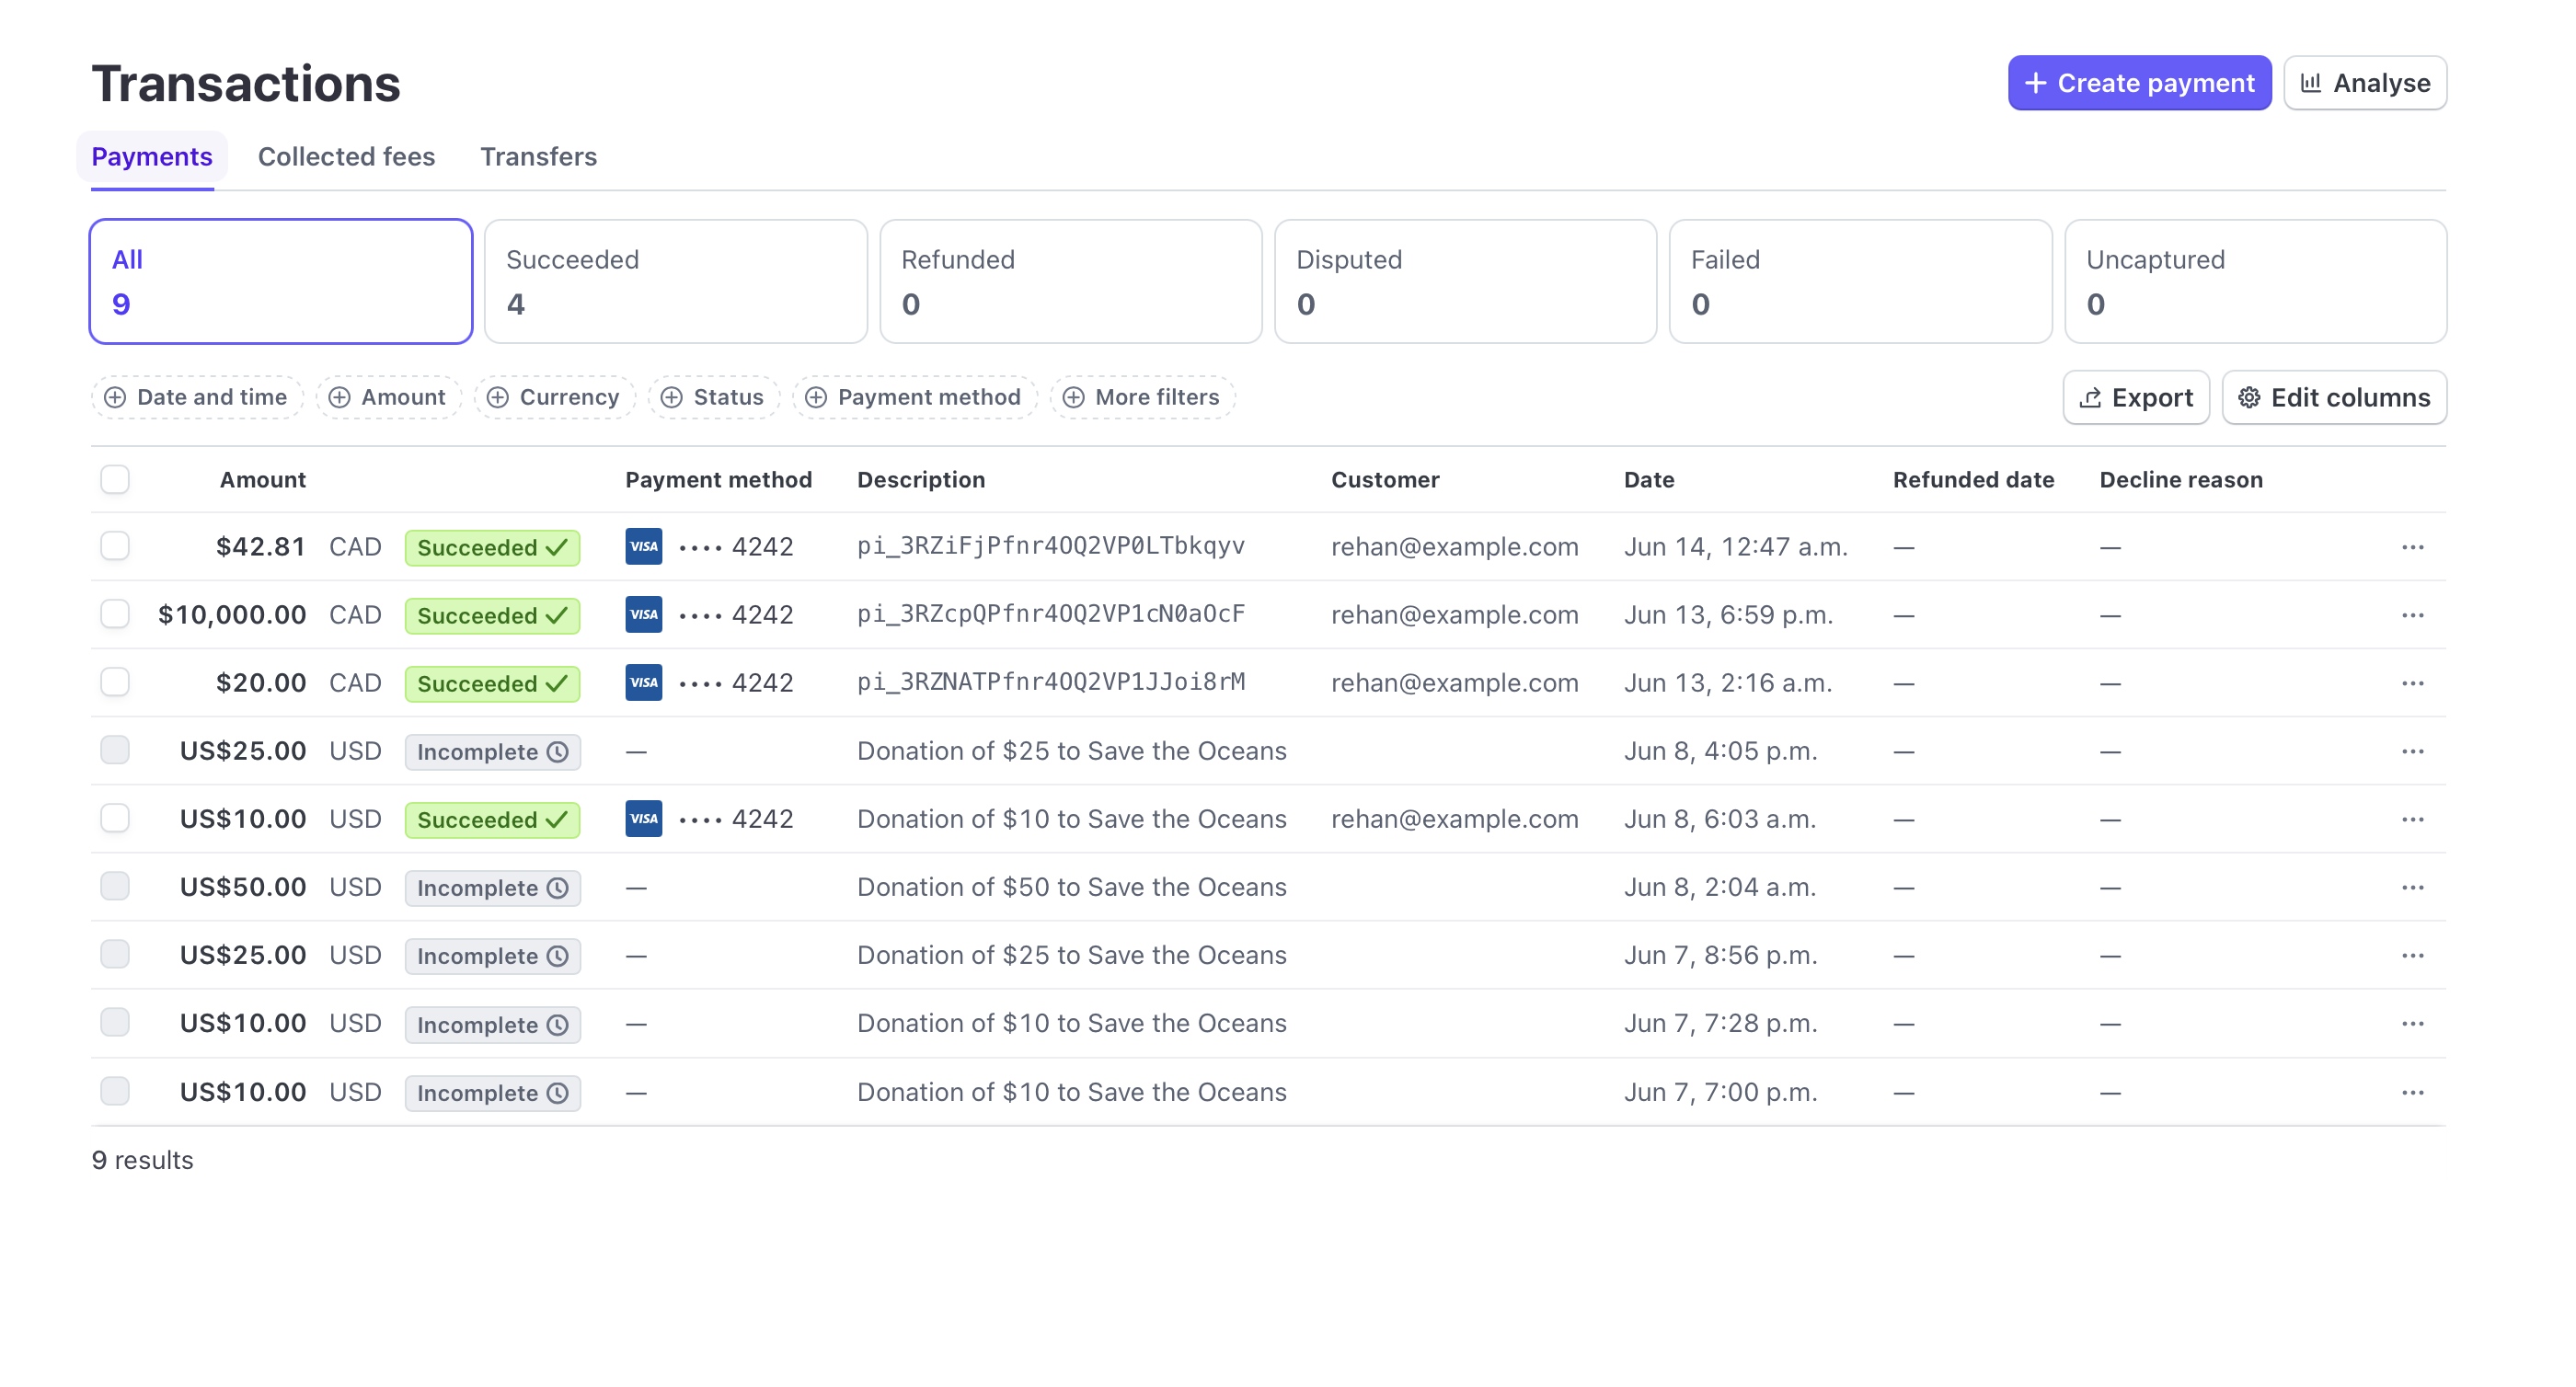 Transactions
Create payment
Analyse
Payments Collected fees Transfers
All
9
Succeeded
4
Refunded
0
Disputed
0
Failed
0
Uncaptured
0
Date and time Amount Currency Status Payment method More filters
Export Edit columns
Amount Payment method Description Customer Date Refunded date Decline reason
$42.81 CAD Succeeded VISA •••• 4242 pi_3RZiFjPfnr4OQ2VP0LTbkqyv rehan@example.com Jun 14, 12:47 a.m. — — ···
$10,000.00 CAD Succeeded VISA •••• 4242 pi_3RZcpQPfnr4OQ2VP1cN0aOcF rehan@example.com Jun 13, 6:59 p.m. — — ···
$20.00 CAD Succeeded VISA •••• 4242 pi_3RZNATPfnr4OQ2VP1JJoi8rM rehan@example.com Jun 13, 2:16 a.m. — — ···
US$25.00 USD Incomplete — Donation of $25 to Save the Oceans Jun 8, 4:05 p.m. — — ···
US$10.00 USD Succeeded VISA •••• 4242 Donation of $10 to Save the Oceans rehan@example.com Jun 8, 6:03 a.m. — — ···
US$50.00 USD Incomplete — Donation of $50 to Save the Oceans Jun 8, 2:04 a.m. — — ···
US$25.00 USD Incomplete — Donation of $25 to Save the Oceans Jun 7, 8:56 p.m. — — ···
US$10.00 USD Incomplete — Donation of $10 to Save the Oceans Jun 7, 7:28 p.m. — — ···
US$10.00 USD Incomplete — Donation of $10 to Save the Oceans Jun 7, 7:00 p.m. — — ···
9 results